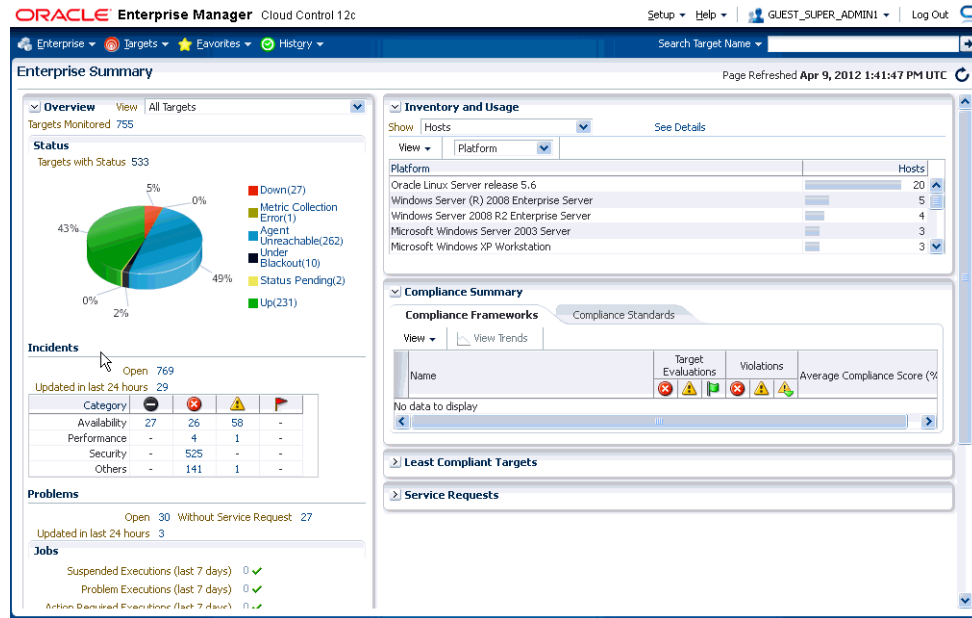 ORACLE Enterprise Manager Cloud Control 12c
Setup Help GUEST_SUPER_ADMIN1 Log Out
Enterprise Targets Favorites History Search Target Name
Enterprise Summary
Page Refreshed Apr 9, 2012 1:41:47 PM UTC
Overview View All Targets
Targets Monitored 755
Status
Targets with Status 533
5%
0%
43%
49%
0%
2%
Down(27)
Metric Collection
Error(1)
Agent
Unreachable(262)
Under
Blackout(10)
Status Pending(2)
Up(231)
Incidents
Open 769
Updated in last 24 hours 29
Category
Availability 27 26 58 -
Performance - 4 1 -
Security - 525 - -
Others - 141 1 -
Problems
Open 30 Without Service Request 27
Updated in last 24 hours 3
Jobs
Suspended Executions (last 7 days) 0
Problem Executions (last 7 days) 0
Action Required Executions (last 7 days) 0
Inventory and Usage
Show Hosts See Details
View Platform
Platform Hosts
Oracle Linux Server release 5.6 20
Windows Server (R) 2008 Enterprise Server 5
Windows Server 2008 R2 Enterprise Server 4
Microsoft Windows Server 2003 Server 3
Microsoft Windows XP Workstation 3
Compliance Summary
Compliance Frameworks Compliance Standards
View View Trends
Name
Target
Evaluations
Violations
Average Compliance Score (%
No data to display
Least Compliant Targets
Service Requests